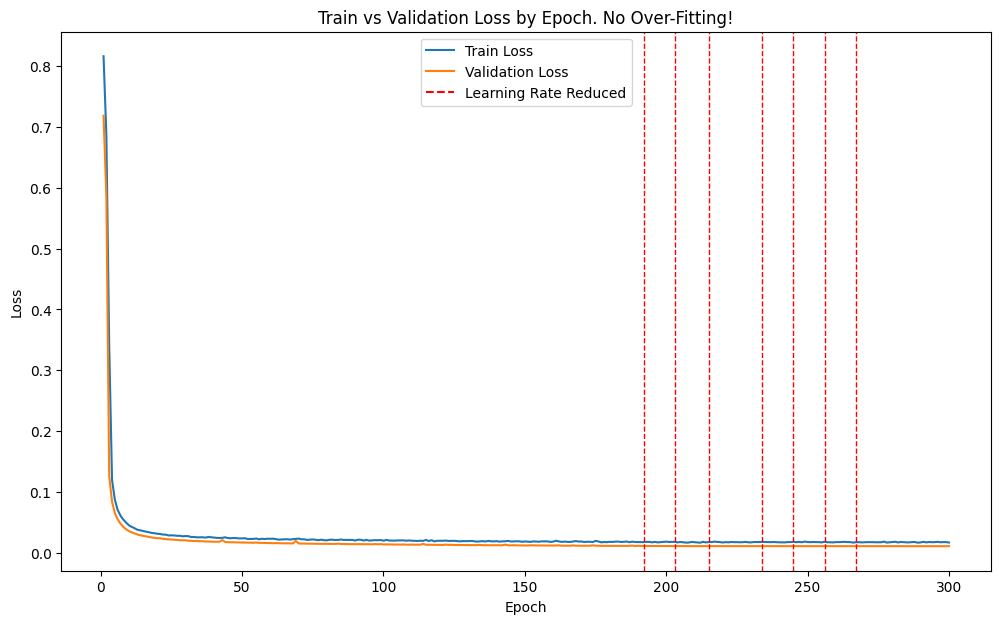 Train vs Validation Loss by Epoch. No Over-Fitting!
Train Loss
Validation Loss
Learning Rate Reduced
0.8
0.7
0.6
0.5
0.4
0.3
0.2
0.1
0.0
Loss
0
50
100
150
200
250
300
Epoch